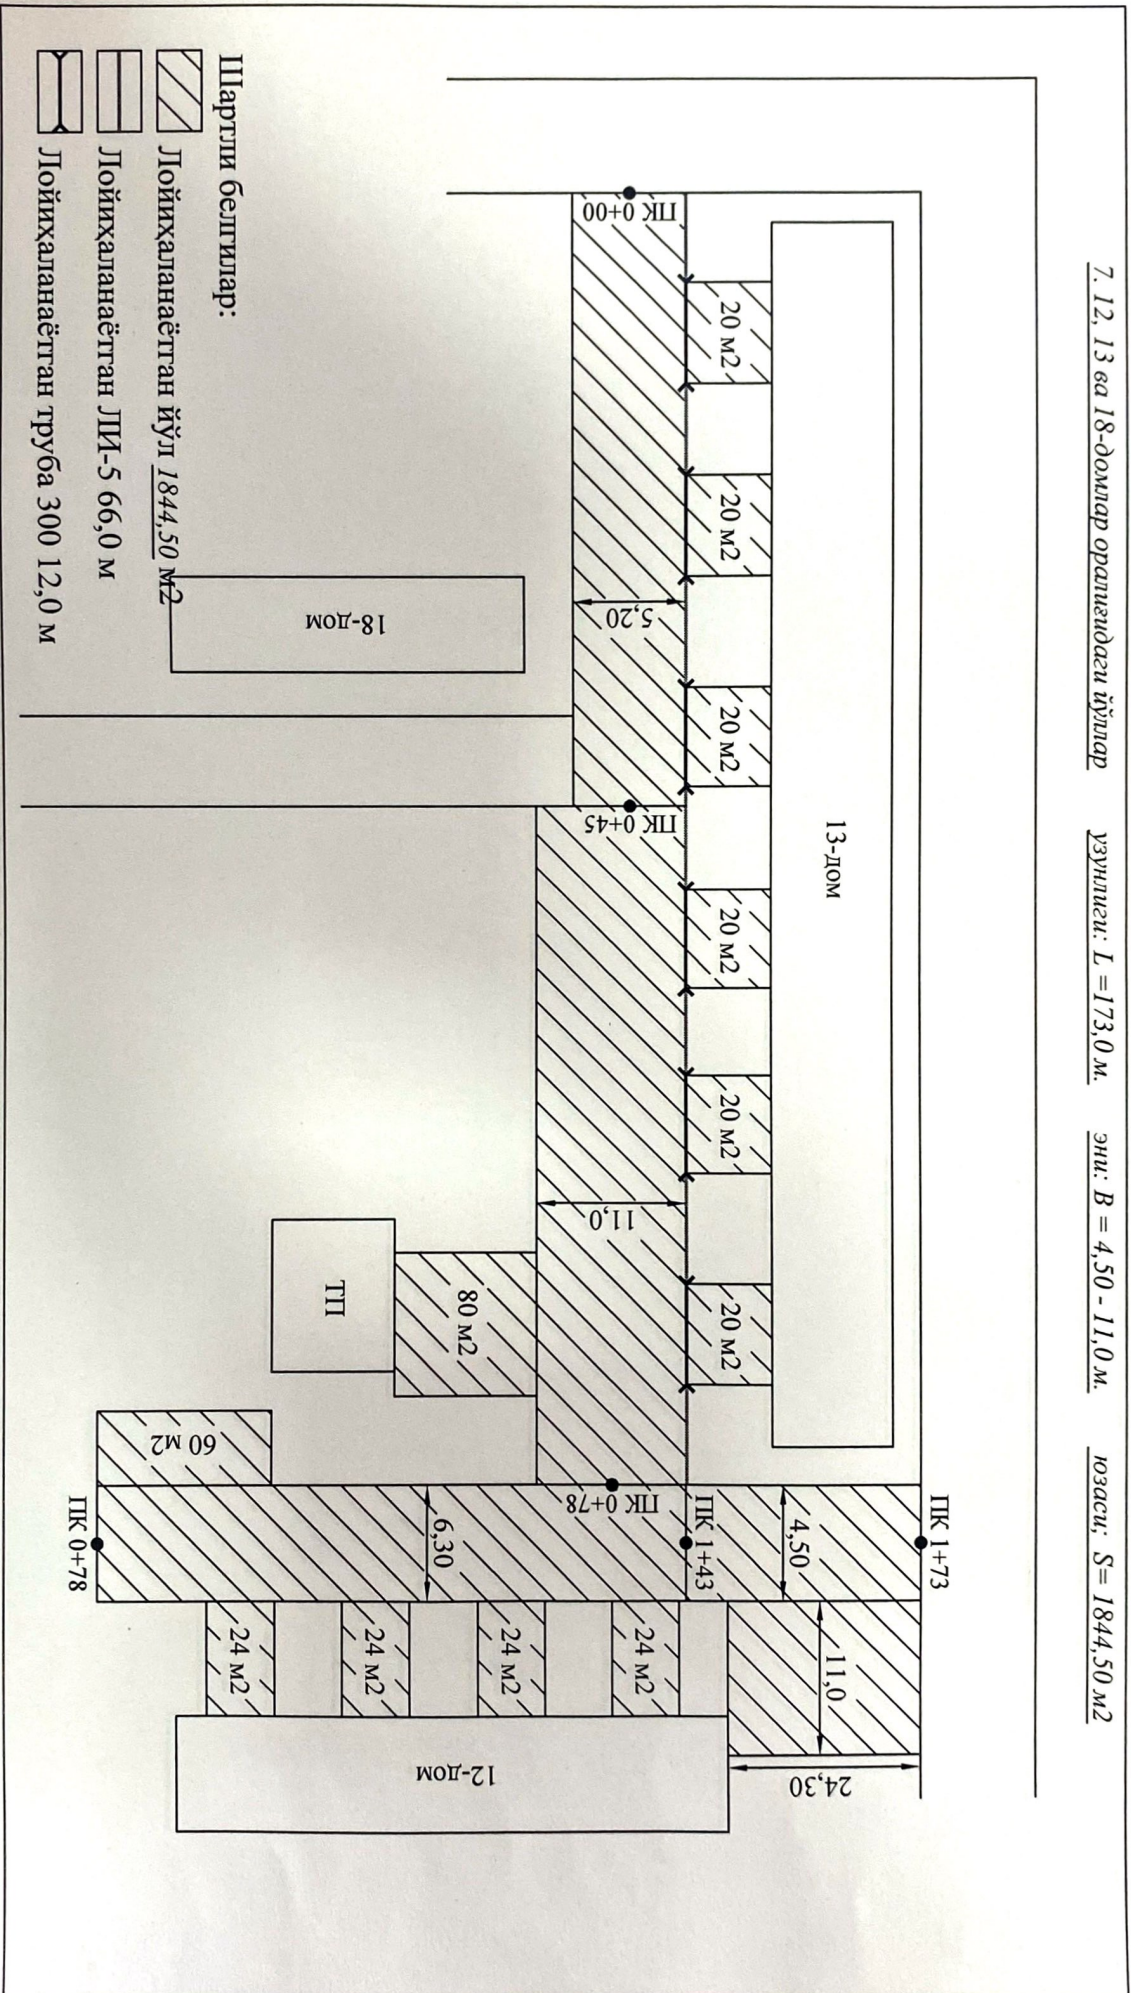 7. 12, 13 ва 18-домлар оралигидаги йўллар узунлиги: L =173,0 м. эни: В = 4,50 - 11,0 м. юзаси; S= 1844,50 м2
13-дом
20 м2
20 м2
20 м2
20 м2
20 м2
20 м2
ПК 0+00
5,20
ПК 0+45
11,0
ПК 0+78
ПК 1+43
ПК 1+73
4,50
11,0
24,30
18-дом
ТП
80 м2
60 м2
6,30
ПК 0+78
24 м2
24 м2
24 м2
24 м2
12-дом
Шартли белгилар:
Лойиҳаланаётган йўл 1844,50 м2
Лойиҳаланаётган ЛИ-5 66,0 м
Лойиҳаланаётган труба 300 12,0 м